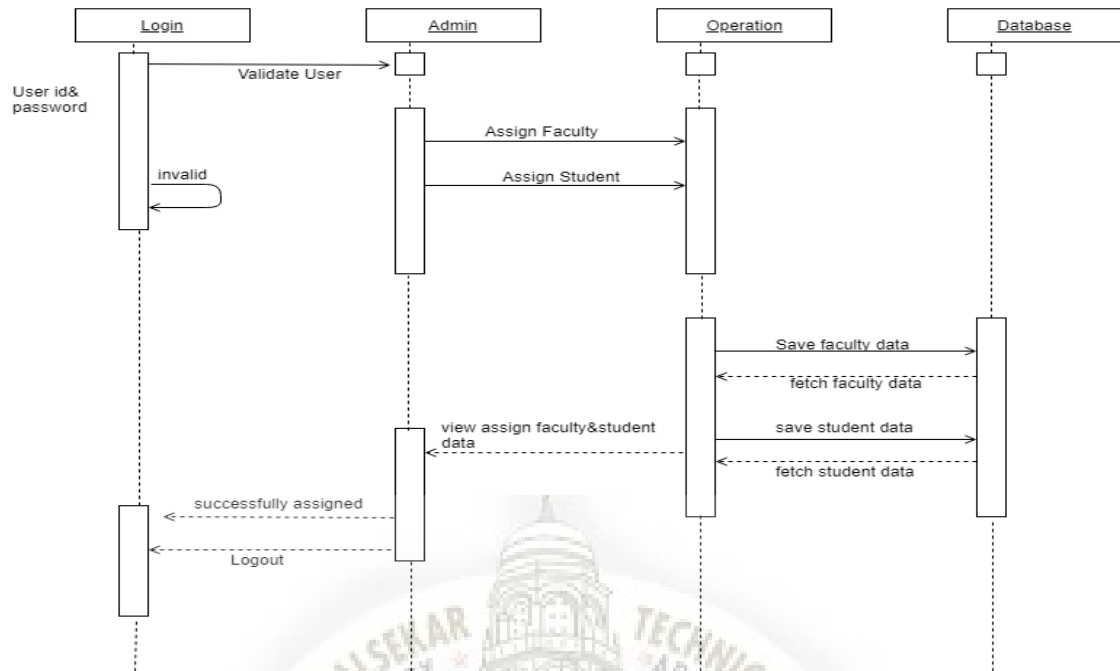 Login
Admin
Operation
Database
Validate User
User id&
password
Assign Faculty
invalid
Assign Student
Save faculty data
fetch faculty data
view assign faculty&student
data
save student data
fetch student data
successfully assigned
Logout